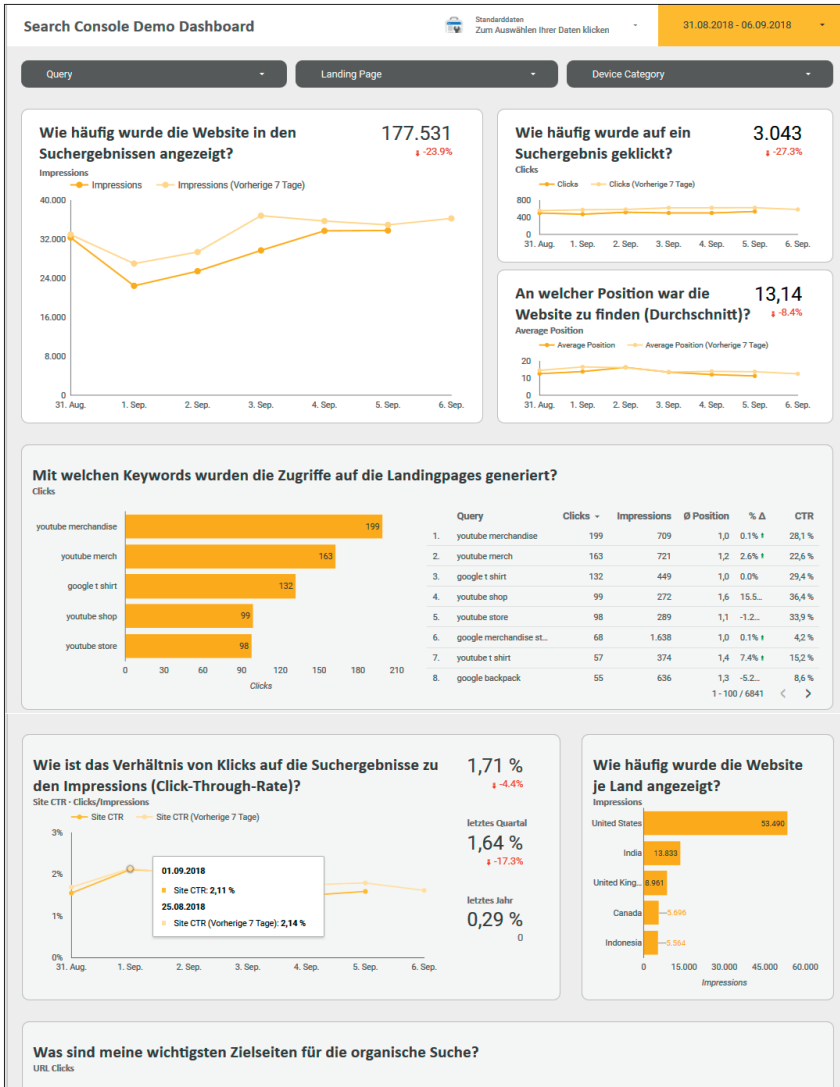 Search Console Demo Dashboard
Standarddaten
Zum Auswählen Ihrer Daten klicken
31.08.2018 - 06.09.2018
Query
Landing Page
Device Category
Wie häufig wurde die Website in den
Suchergebnissen angezeigt?
177.531
-23.9%
Impressions
Impressions
Impressions (Vorherige 7 Tage)
40.000
32.000
24.000
16.000
8.000
0
31. Aug. 1. Sep. 2. Sep. 3. Sep. 4. Sep. 5. Sep. 6. Sep.
Wie häufig wurde auf ein
Suchergebnis geklickt?
3.043
-27.3%
Clicks
Clicks
Clicks (Vorherige 7 Tage)
800
400
0
31. Aug. 1. Sep. 2. Sep. 3. Sep. 4. Sep. 5. Sep. 6. Sep.
An welcher Position war die
Website zu finden (Durchschnitt)?
13,14
-8.4%
Average Position
Average Position
Average Position (Vorherige 7 Tage)
20
10
0
31. Aug. 1. Sep. 2. Sep. 3. Sep. 4. Sep. 5. Sep. 6. Sep.
Mit welchen Keywords wurden die Zugriffe auf die Landingpages generiert?
Clicks
youtube merchandise 199
youtube merch 163
google t shirt 132
youtube shop 99
youtube store 98
0 30 60 90 120 150 180 210
Clicks
Query Clicks Impressions Ø Position % Δ CTR
1. youtube merchandise 199 709 1,0 0.1% 28,1 %
2. youtube merch 163 721 1,2 2.6% 22,6 %
3. google t shirt 132 449 1,0 0.0% 29,4 %
4. youtube shop 99 272 1,6 15.5... 36,4 %
5. youtube store 98 289 1,1 -1.2... 33,9 %
6. google merchandise st... 68 1.638 1,0 0.1% 4,2 %
7. youtube t shirt 57 374 1,4 7.4% 15,2 %
8. google backpack 55 636 1,3 -5.2... 8,6 %
1 - 100 / 6841 < >
Wie ist das Verhältnis von Klicks auf die Suchergebnisse zu
den Impressions (Click-Through-Rate)?
Site CTR - Clicks/Impressions
Site CTR
Site CTR (Vorherige 7 Tage)
3%
2%
1%
0%
31. Aug. 1. Sep. 2. Sep. 3. Sep. 4. Sep. 5. Sep. 6. Sep.
01.09.2018
Site CTR: 2,11 %
25.08.2018
Site CTR (Vorherige 7 Tage): 2,14 %
1,71 %
-4.4%
letztes Quartal
1,64 %
-17.3%
letztes Jahr
0,29 %
0
Wie häufig wurde die Website
je Land angezeigt?
Impressions
United States 53.490
India 13.833
United King... 8.961
Canada 5.696
Indonesia 5.564
0 15.000 30.000 45.000 60.000
Impressions
Was sind meine wichtigsten Zielseiten für die organische Suche?
URL Clicks